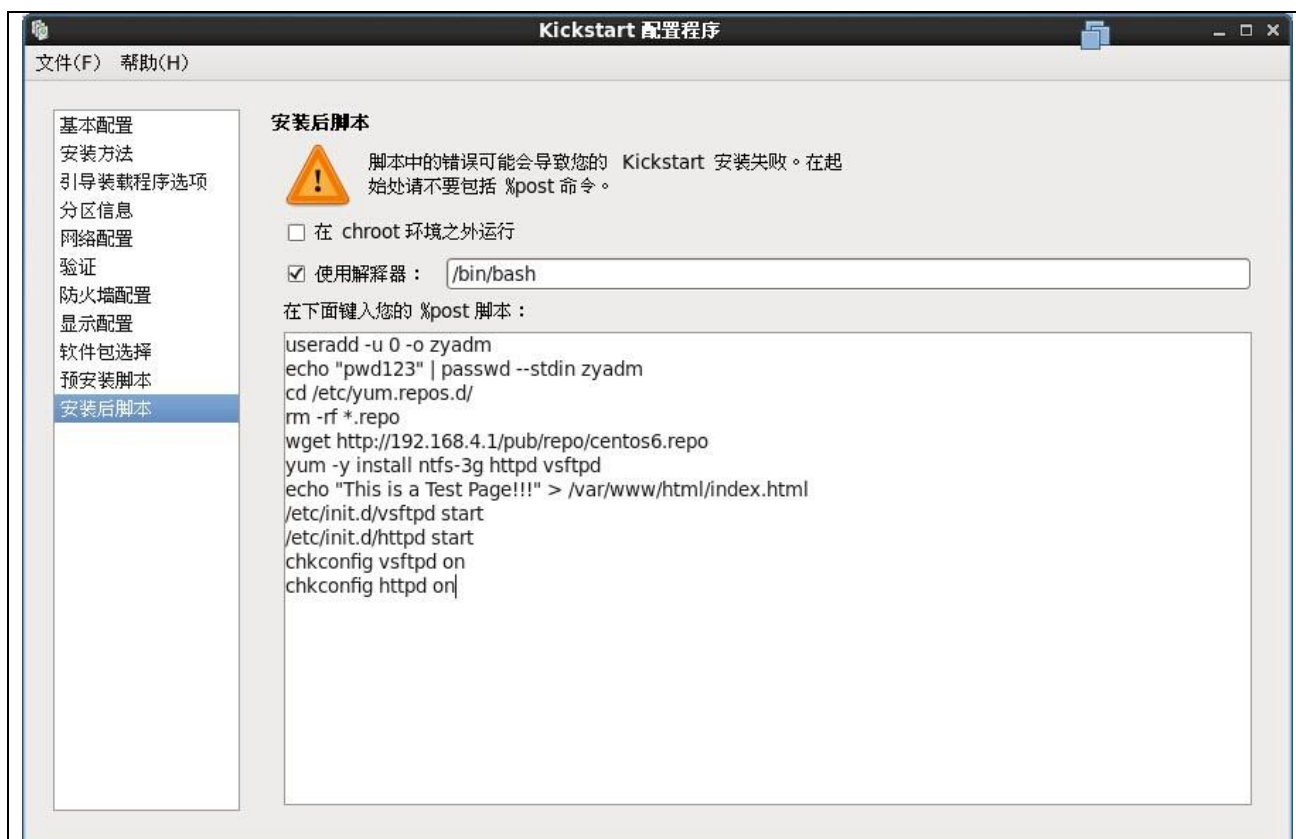 Kickstart 配置程序
文件(F) 帮助(H)
基本配置
安装方法
引导装载程序选项
分区信息
网络配置
验证
防火墙配置
显示配置
软件包选择
预安装脚本
安装后脚本
安装后脚本
脚本中的错误可能会导致您的 Kickstart 安装失败。在起
始处请不要包括 %post 命令。
在 chroot 环境之外运行
使用解释器： /bin/bash
在下面键入您的 %post 脚本：
useradd -u 0 -o zyadm
echo "pwd123" | passwd --stdin zyadm
cd /etc/yum.repos.d/
rm -rf *.repo
wget http://192.168.4.1/pub/repo/centos6.repo
yum -y install ntfs-3g httpd vsftpd
echo "This is a Test Page!!!" > /var/www/html/index.html
/etc/init.d/vsftpd start
/etc/init.d/httpd start
chkconfig vsftpd on
chkconfig httpd on